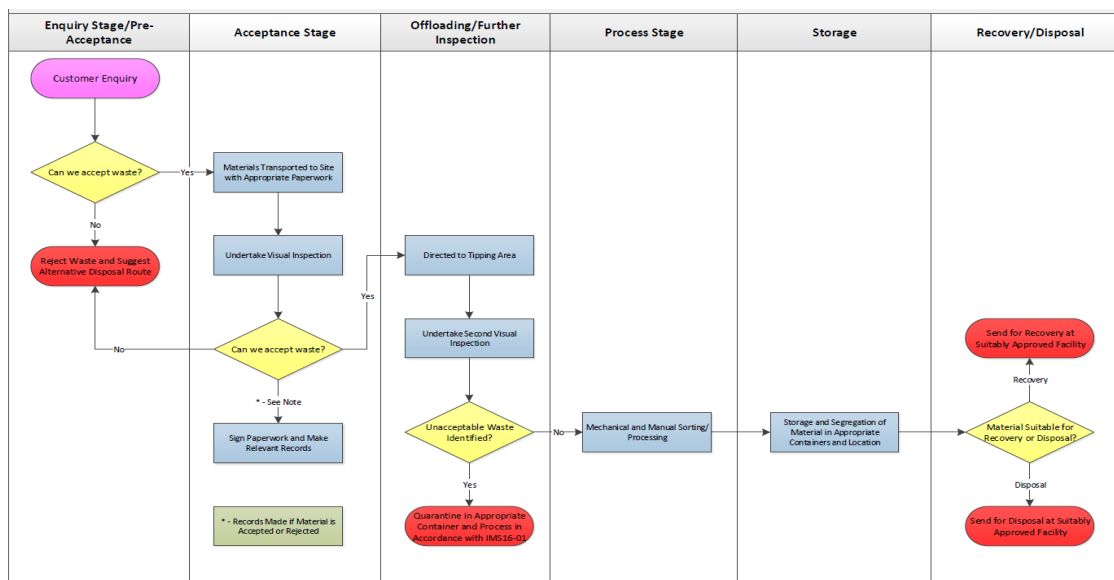 Enquiry Stage/Pre-
Acceptance
Acceptance Stage
Offloading/Further
Inspection
Process Stage
Storage
Recovery/Disposal
Customer Enquiry
Can we accept waste?
Yes
No
Reject Waste and Suggest
Alternative Disposal Route
Materials Transported to Site
with Appropriate Paperwork
Undertake Visual Inspection
Can we accept waste?
No
Yes
* - See Note
Sign Paperwork and Make
Relevant Records
* - Records Made if Material is
Accepted or Rejected
Directed to Tipping Area
Undertake Second Visual
Inspection
Unacceptable Waste
Identified?
No
Yes
Quarantine in Appropriate
Container and Process in
Accordance with IMS16-01
Mechanical and Manual Sorting/
Processing
Storage and Segregation of
Material in Appropriate
Containers and Location
Send for Recovery at
Suitably Approved Facility
Recovery
Material Suitable for
Recovery or Disposal?
Disposal
Send for Disposal at Suitably
Approved Facility